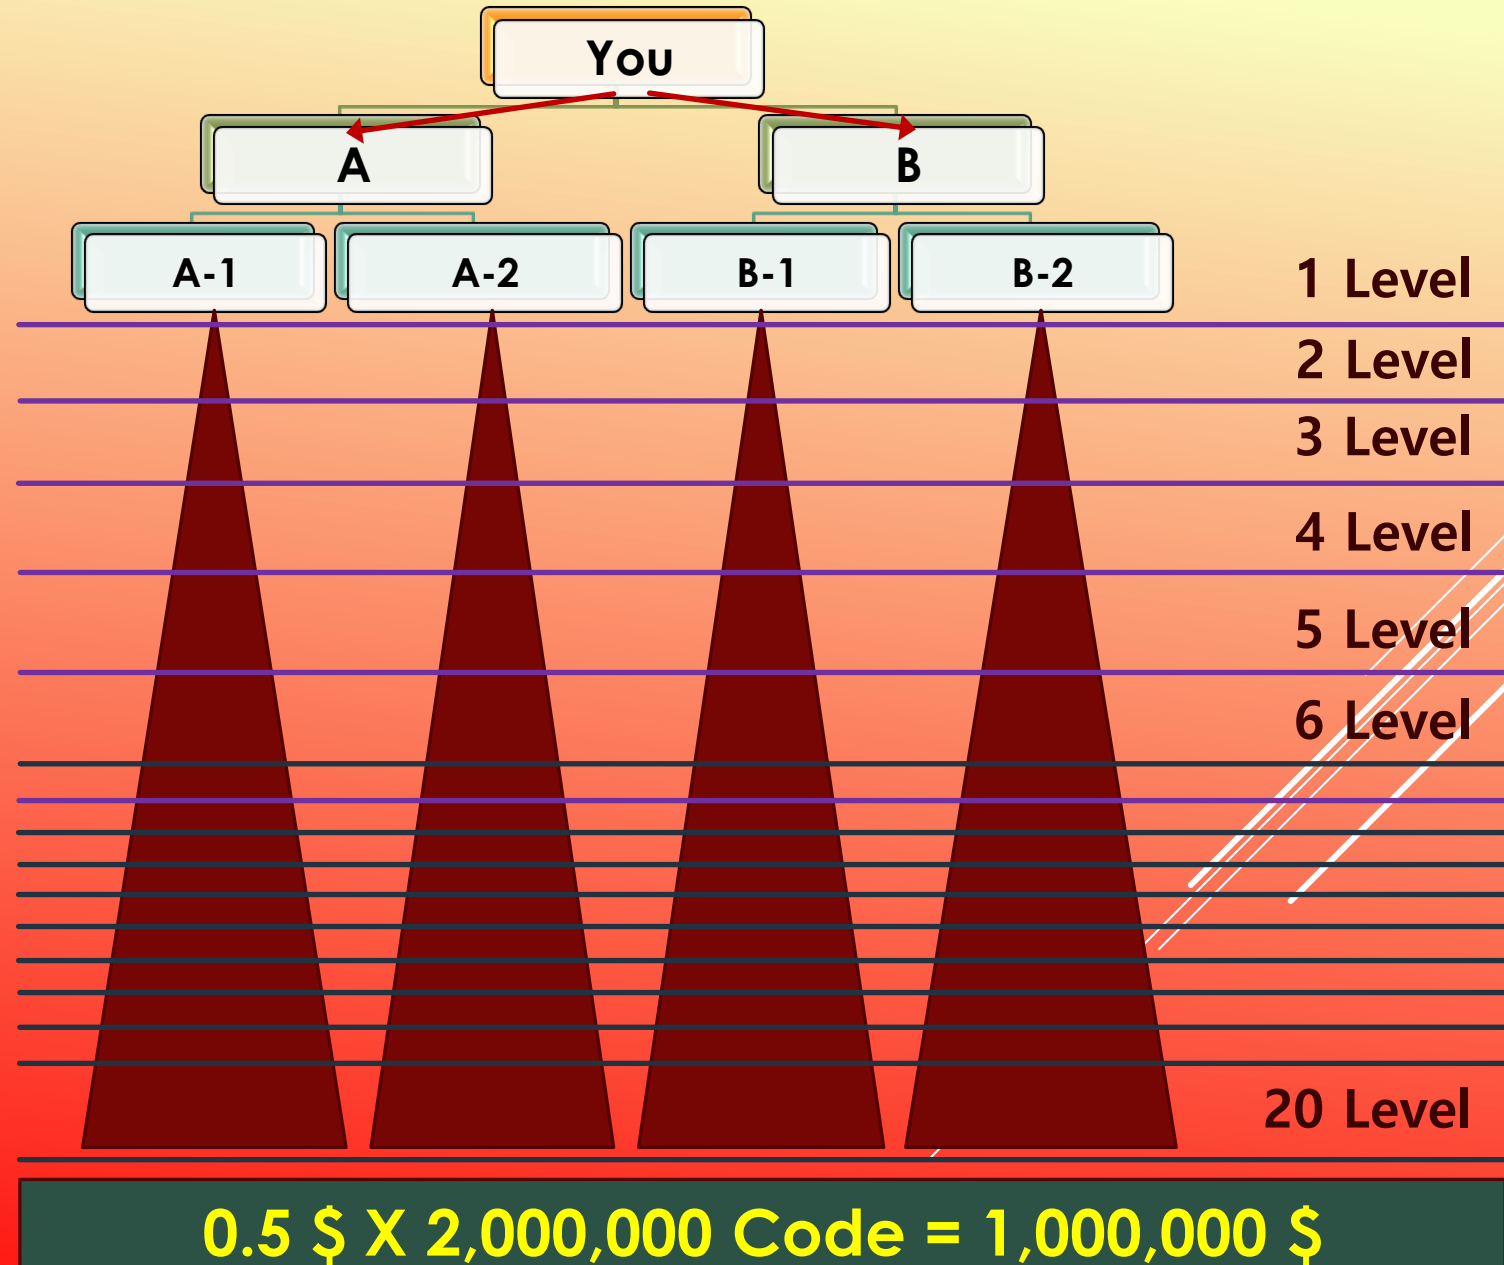 You
A
B
A-1
A-2
B-1
B-2
1 Level
2 Level
3 Level
4 Level
5 Level
6 Level
20 Level
0.5 $ X 2,000,000 Code = 1,000,000 $